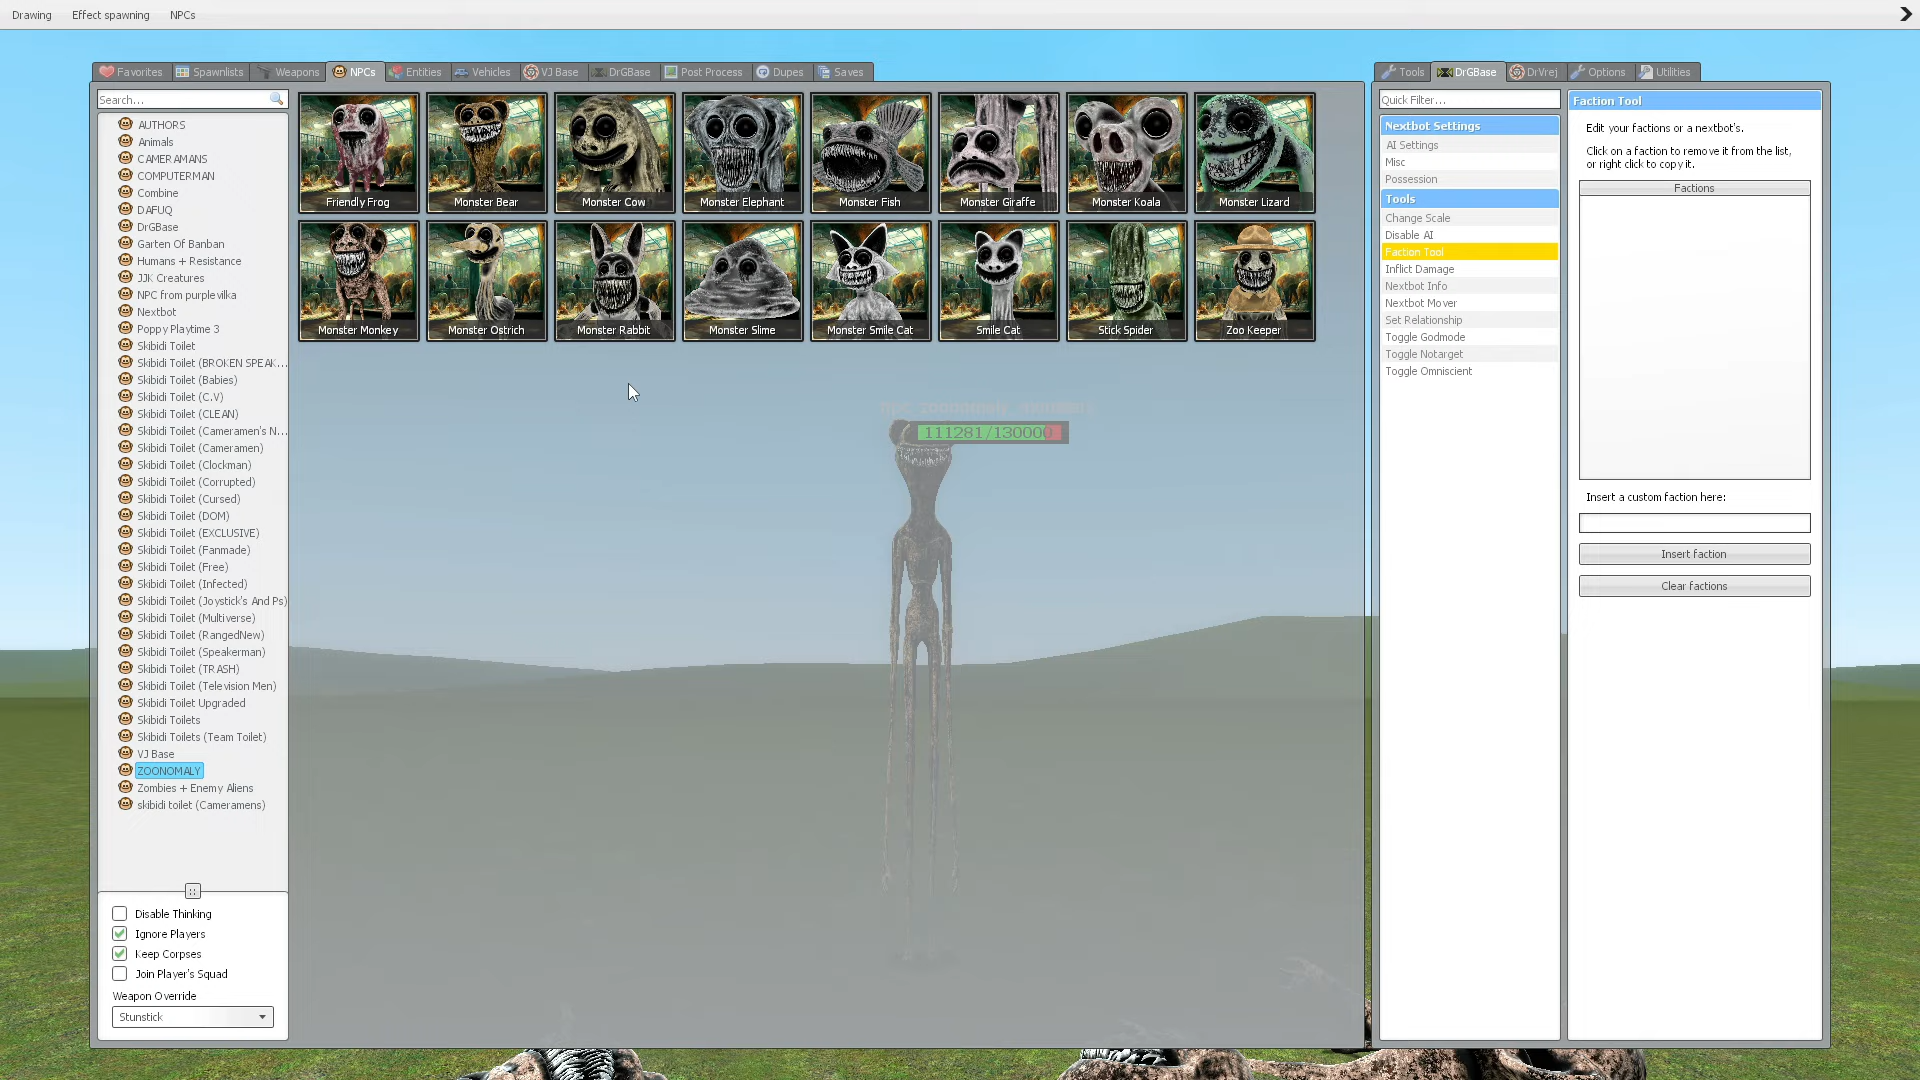 Drawing Effect spawning NPCs
Favorites Spawnlists Weapons NPCs Entities Vehicles VJ Base DrGBase Post Process Dupes Saves
Search...
AUTHORS
Animals
CAMERAMANS
COMPUTERMAN
Combine
DAFUQ
DrGBase
Garten Of Banban
Humans + Resistance
JJK Creatures
NPC from purplevilka
Nextbot
Poppy Playtime 3
Skibidi Toilet
Skibidi Toilet (BROKEN SPEAK...
Skibidi Toilet (Babies)
Skibidi Toilet (C.V)
Skibidi Toilet (CLEAN)
Skibidi Toilet (Cameramen's N...
Skibidi Toilet (Cameramen)
Skibidi Toilet (Clockman)
Skibidi Toilet (Corrupted)
Skibidi Toilet (Cursed)
Skibidi Toilet (DOM)
Skibidi Toilet (EXCLUSIVE)
Skibidi Toilet (Fanmade)
Skibidi Toilet (Free)
Skibidi Toilet (Infected)
Skibidi Toilet (Joystick's And Ps)
Skibidi Toilet (Multiverse)
Skibidi Toilet (RangedNew)
Skibidi Toilet (Speakerman)
Skibidi Toilet (TRASH)
Skibidi Toilet (Television Men)
Skibidi Toilet Upgraded
Skibidi Toilets
Skibidi Toilets (Team Toilet)
VJ Base
ZOONOMALY
Zombies + Enemy Aliens
skibidi toilet (Cameramens)
Disable Thinking
Ignore Players
Keep Corpses
Join Player's Squad
Weapon Override
Stunstick
Friendly Frog Monster Bear Monster Cow Monster Elephant Monster Fish Monster Giraffe Monster Koala Monster Lizard
Monster Monkey Monster Ostrich Monster Rabbit Monster Slime Monster Smile Cat Smile Cat Stick Spider Zoo Keeper
111281/130000
Tools DrGBase DrVrej Options Utilities
Quick Filter...
Nextbot Settings
AI Settings
Misc
Possession
Tools
Change Scale
Disable AI
Faction Tool
Inflict Damage
Nextbot Info
Nextbot Mover
Set Relationship
Toggle Godmode
Toggle Notarget
Toggle Omniscient
Faction Tool
Edit your factions or a nextbot's.
Click on a faction to remove it from the list,
or right click to copy it.
Factions
Insert a custom faction here:
Insert faction
Clear factions